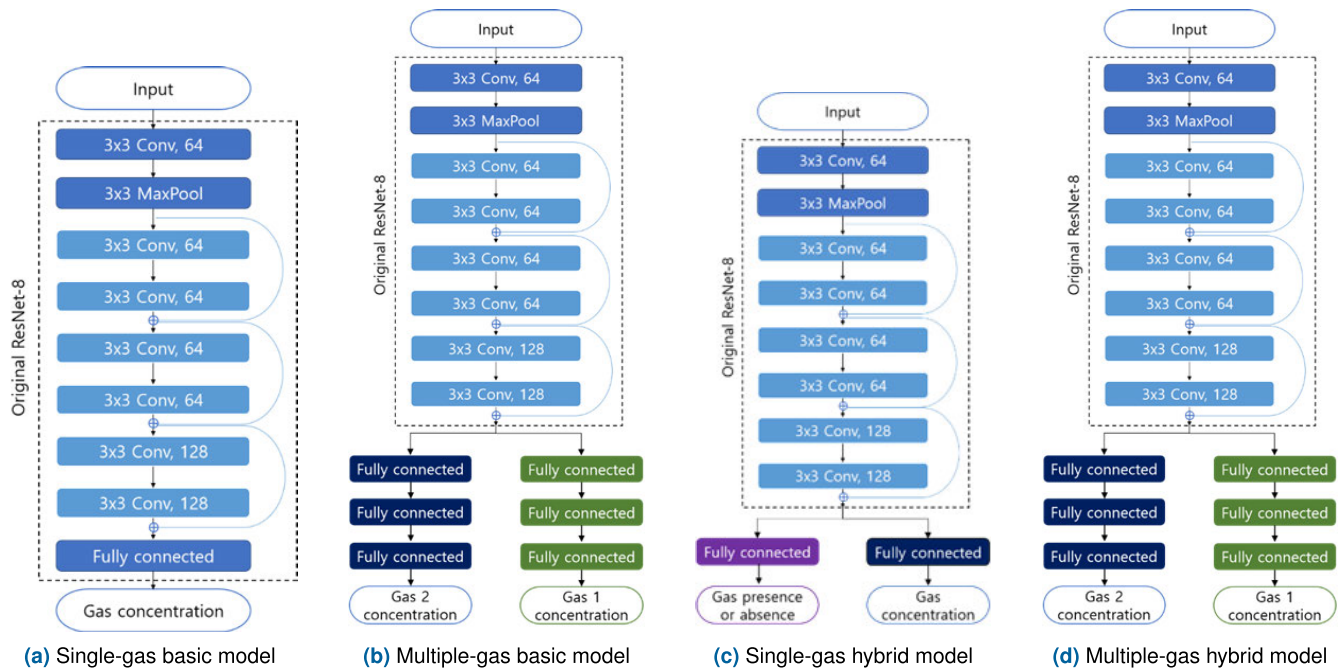 Input
Original ResNet-8
3x3 Conv, 64
3x3 MaxPool
3x3 Conv, 64
3x3 Conv, 64
3x3 Conv, 64
3x3 Conv, 64
3x3 Conv, 128
3x3 Conv, 128
Fully connected
Gas concentration
(a) Single-gas basic model
Input
Original ResNet-8
3x3 Conv, 64
3x3 MaxPool
3x3 Conv, 64
3x3 Conv, 64
3x3 Conv, 64
3x3 Conv, 64
3x3 Conv, 128
3x3 Conv, 128
Fully connected
Fully connected
Fully connected
Gas 2
concentration
Fully connected
Fully connected
Fully connected
Gas 1
concentration
(b) Multiple-gas basic model
Input
Original ResNet-8
3x3 Conv, 64
3x3 MaxPool
3x3 Conv, 64
3x3 Conv, 64
3x3 Conv, 64
3x3 Conv, 64
3x3 Conv, 128
3x3 Conv, 128
Fully connected
Gas presence
or absence
Fully connected
Gas
concentration
(c) Single-gas hybrid model
Input
Original ResNet-8
3x3 Conv, 64
3x3 MaxPool
3x3 Conv, 64
3x3 Conv, 64
3x3 Conv, 64
3x3 Conv, 64
3x3 Conv, 128
3x3 Conv, 128
Fully connected
Fully connected
Fully connected
Gas 2
concentration
Fully connected
Fully connected
Fully connected
Gas 1
concentration
(d) Multiple-gas hybrid model